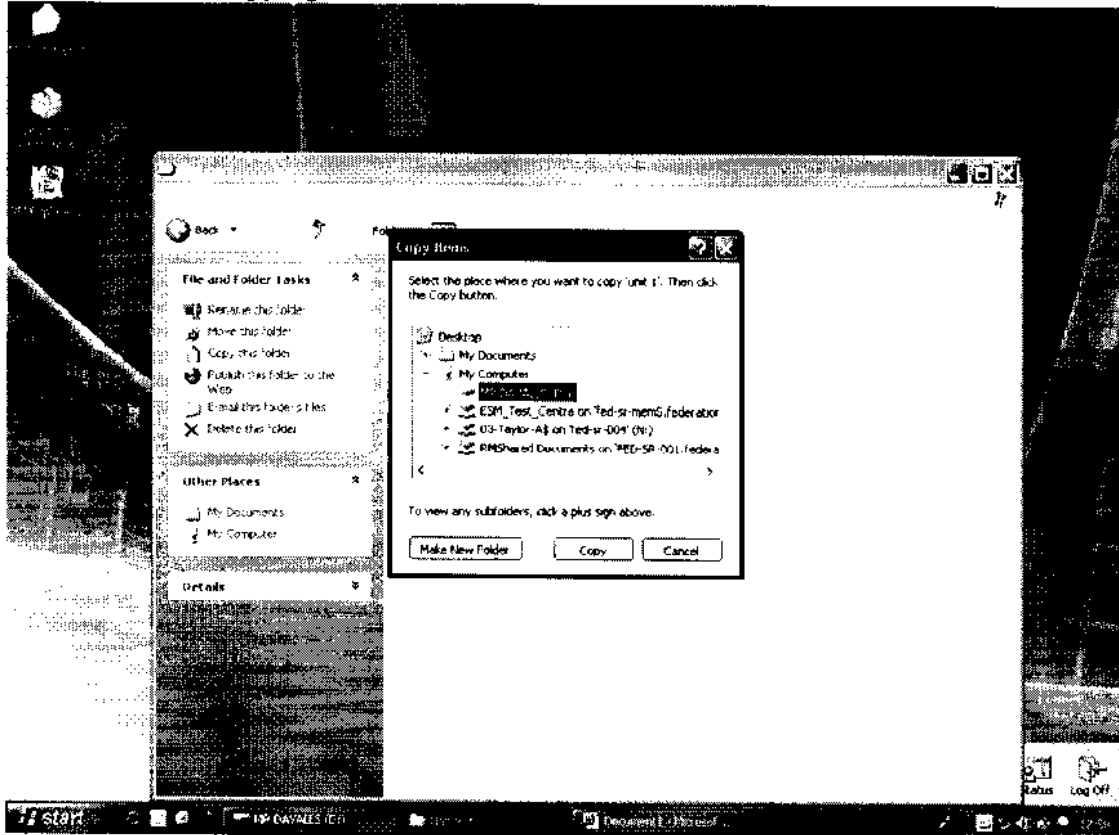 Back
Copy Items
File and Folder Tasks
Select the place where you want to copy 'unit 1'. Then click
the Copy button.
Rename this folder
Move this folder
Copy this folder
Publish this folder to the
Web
E-mail this folder's files
Delete this folder
Desktop
My Documents
My Computer
ESM_Test_Centra on 'fed-sr-mem5.federation
03-Taylor-A$ on 'fed-sr-004' (N:)
RMShared Documents on 'FED-SR-001.federa
Other Places
My Documents
My Computer
To view any subfolders, click a plus sign above.
Make New Folder Copy Cancel
Details
Status Log Off
start
Document1 - Microsof